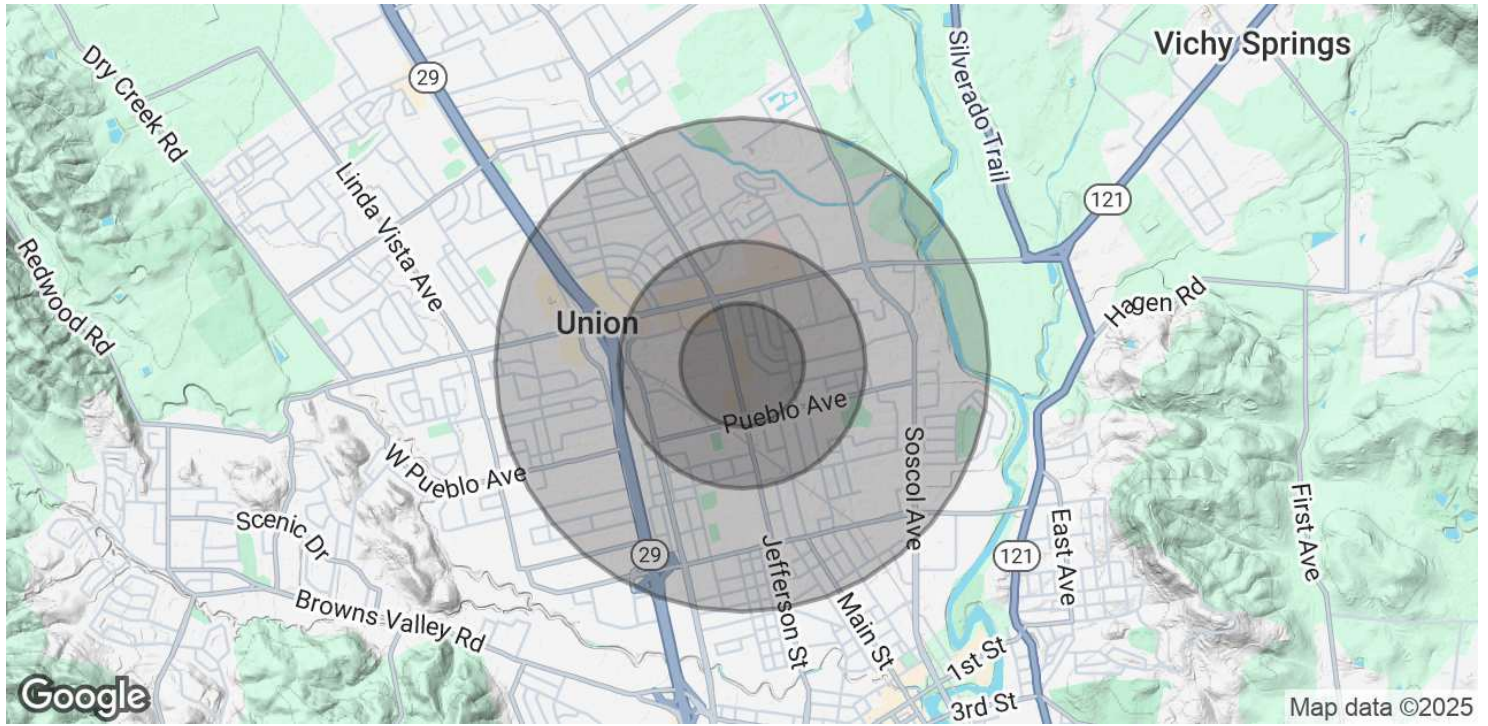 Vichy Springs
Dry Creek Rd
29
Silverado Trail
Linda Vista Ave
121
Redwood Rd
Hagen Rd
Union
Pueblo Ave
W Pueblo Ave
Soscol Ave
First Ave
Scenic Dr
29
Jefferson St
121
East Ave
Browns Valley Rd
Main St
1st St
3rd St
Google
Map data ©2025